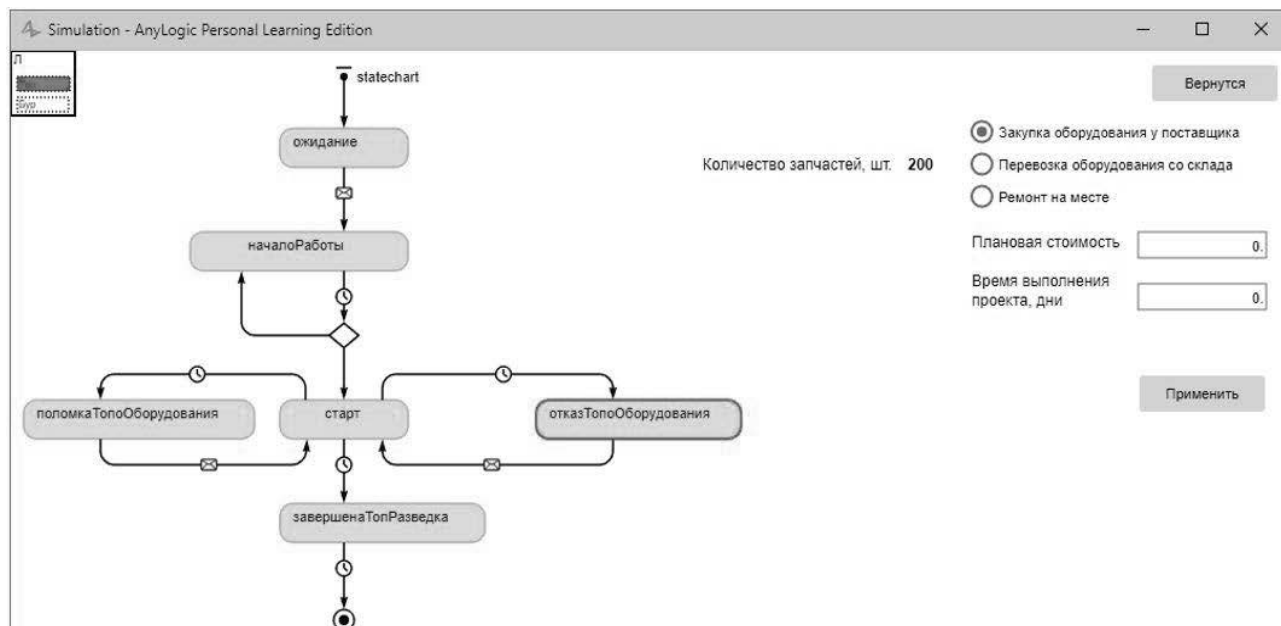 Simulation - AnyLogic Personal Learning Edition
Л
Бур
statechart
Вернутся
ожидание
Закупка оборудования у поставщика
Количество запчастей, шт. 200
Перевозка оборудования со склада
Ремонт на месте
началоРаботы
Плановая стоимость 0.
Время выполнения
проекта, дни 0.
Применить
поломкаТопоОборудования
старт
отказТопоОборудования
завершенаТопРазведка